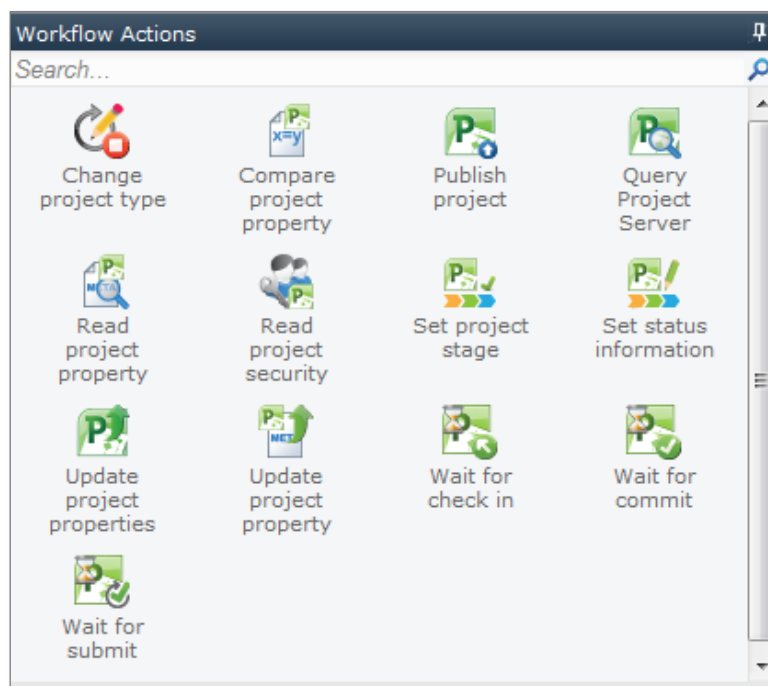 Workflow Actions
Search...
Change
project type
Compare
project
property
Publish
project
Query
Project
Server
Read
project
property
Read
project
security
Set project
stage
Set status
information
Update
project
properties
Update
project
property
Wait for
check in
Wait for
commit
Wait for
submit